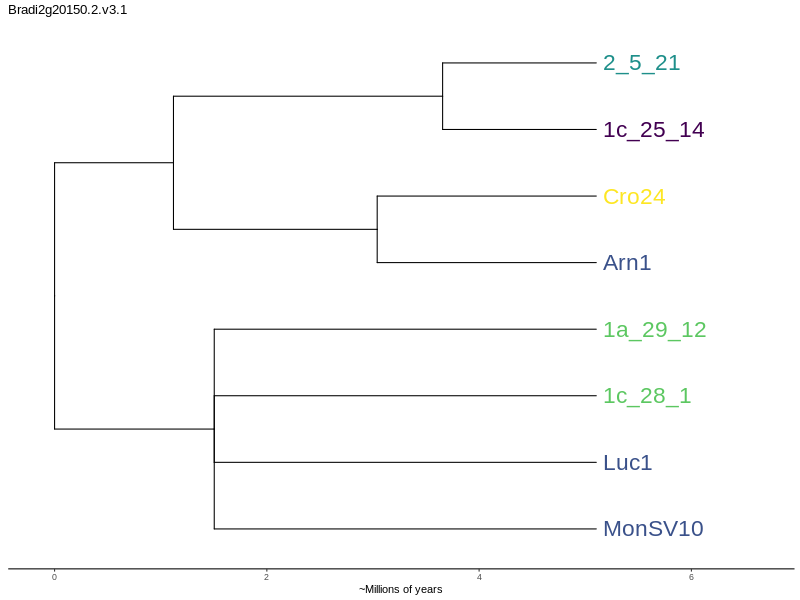 Bradi2g20150.2.v3.1
2_5_21
1c_25_14
Cro24
Arn1
1a_29_12
1c_28_1
Luc1
MonSV10
0 2 4 6
~Millions of years